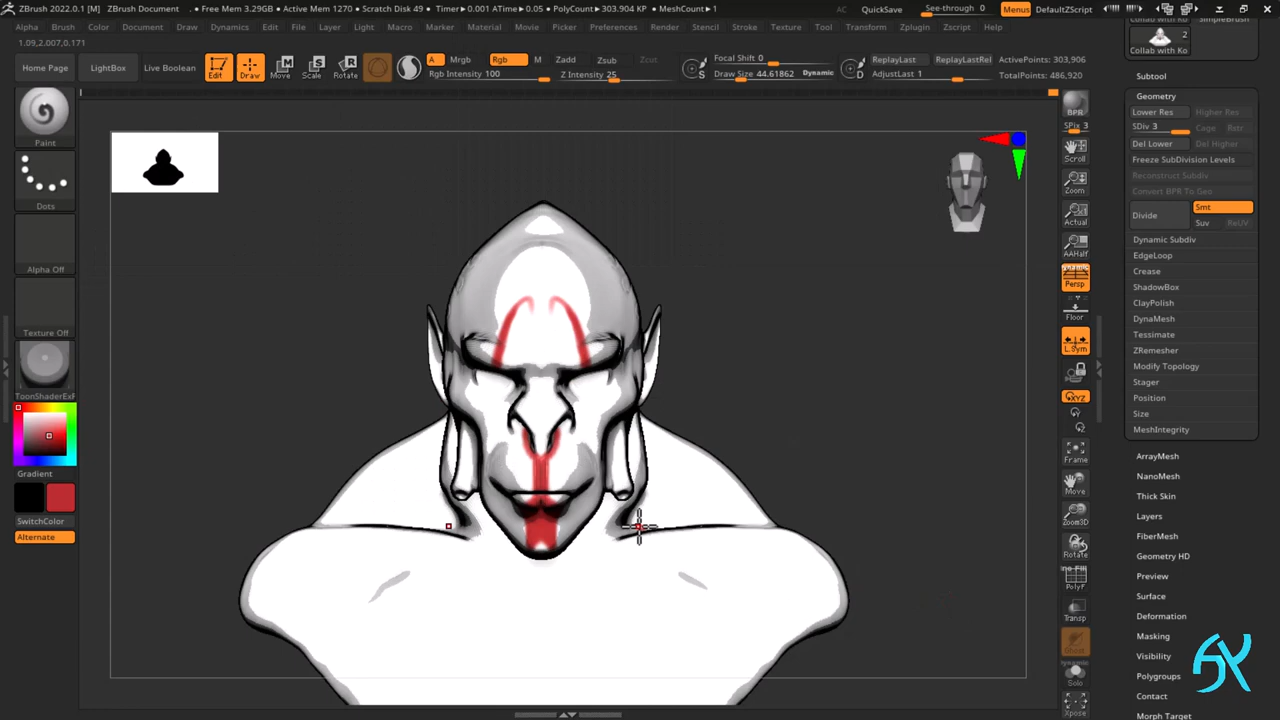 ZBrush 2022.0.1 [M] ZBrush Document . • Free Mem 3.29GB • Active Mem 1270 • Scratch Disk 49 • Timer▸0.001 ATime▸0.05 • PolyCount▸303.904 KP • MeshCount▸1
AC QuickSave See-through 0 Menus DefaultZScript
Alpha Brush Color Document Draw Dynamics Edit File Layer Light Macro Marker Material Movie Picker Preferences Render Stencil Stroke Texture Tool Transform Zplugin Zscript Help
1.09,2.007,0.171
Home Page
LightBox
Live Boolean
Edit
Draw
Move
Scale
Rotate
A
Mrgb
Rgb
M
Rgb Intensity 100
Zadd
Zsub
Zcut
Z Intensity 25
S
Focal Shift 0
Draw Size 44.61862
Dynamic
D
ReplayLast
ReplayLastRel
AdjustLast 1
ActivePoints: 303,906
TotalPoints: 486,920
Paint
Dots
Alpha Off
Texture Off
ToonShaderExP
Gradient
SwitchColor
Alternate
BPR
SPix 3
Scroll
Zoom
Actual
AAHalf
Persp
Floor
L.Sym
XYZ
Y
Z
Frame
Move
Zoom3D
Rotate
PolyF
Transp
Ghost
Dynamic
Solo
Xpose
Collab with Ko
SimpleBrush
2
Collab with Ko
Subtool
Geometry
Lower Res
Higher Res
SDiv 3
Cage
Rstr
Del Lower
Del Higher
Freeze SubDivision Levels
Reconstruct Subdiv
Convert BPR To Geo
Divide
Smt
Suv
ReUV
Dynamic Subdiv
EdgeLoop
Crease
ShadowBox
ClayPolish
DynaMesh
Tessimate
ZRemesher
Modify Topology
Stager
Position
Size
MeshIntegrity
ArrayMesh
NanoMesh
Thick Skin
Layers
FiberMesh
Geometry HD
Preview
Surface
Deformation
Masking
Visibility
Polygroups
Contact
Morph Target